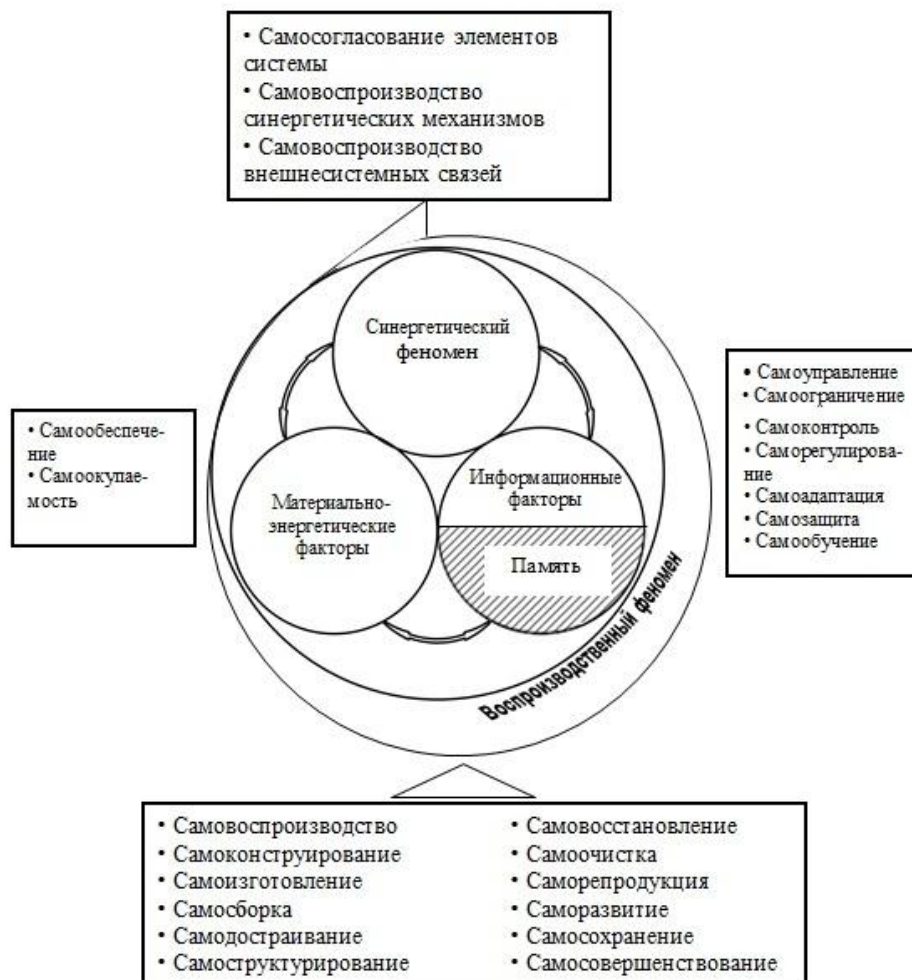 • Самосогласование элементов
системы
• Самовоспроизводство
синергетических механизмов
• Самовоспроизводство
внешнесистемных связей
Синергетический
феномен
• Самообеспече-
ние
• Самоокупае-
мость
Материально-
энергетические
факторы
Информационные
факторы
Память
• Самоуправление
• Самоограничение
• Самоконтроль
• Саморегулирова-
ние
• Самоадаптация
• Самозащита
• Самообучение
Воспроизводственный феномен
• Самовоспроизводство
• Самоконструирование
• Самоизготовление
• Самосборка
• Самодостраивание
• Самоструктурирование
• Самовосстановление
• Самоочистка
• Саморепродукция
• Саморазвитие
• Самосохранение
• Самосовершенствование